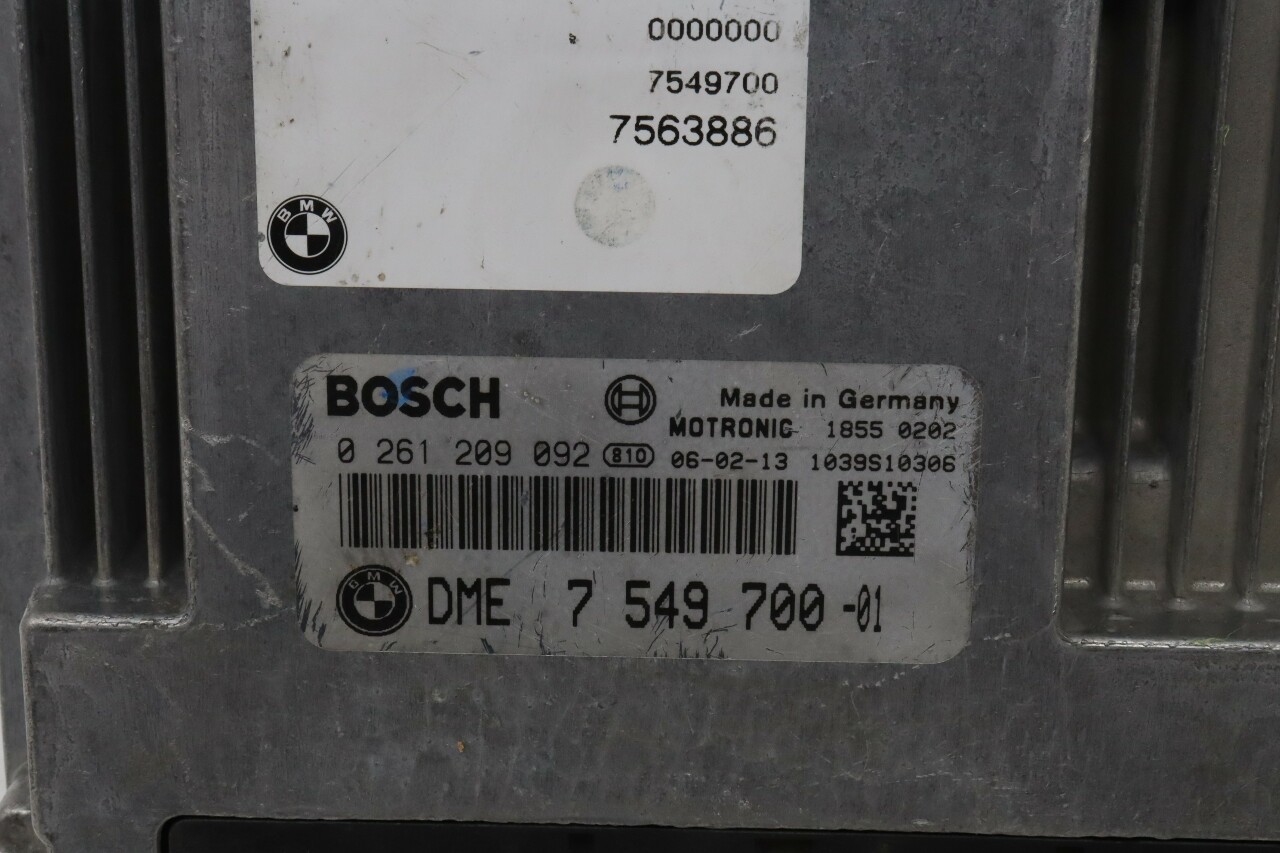 0000000
7549700
7563886
BMW
BOSCH
Made in Germany
MOTRONIC 1855 0202
0 261 209 092 810 06-02-13 1039S10306
BMW DME 7 549 700 -01